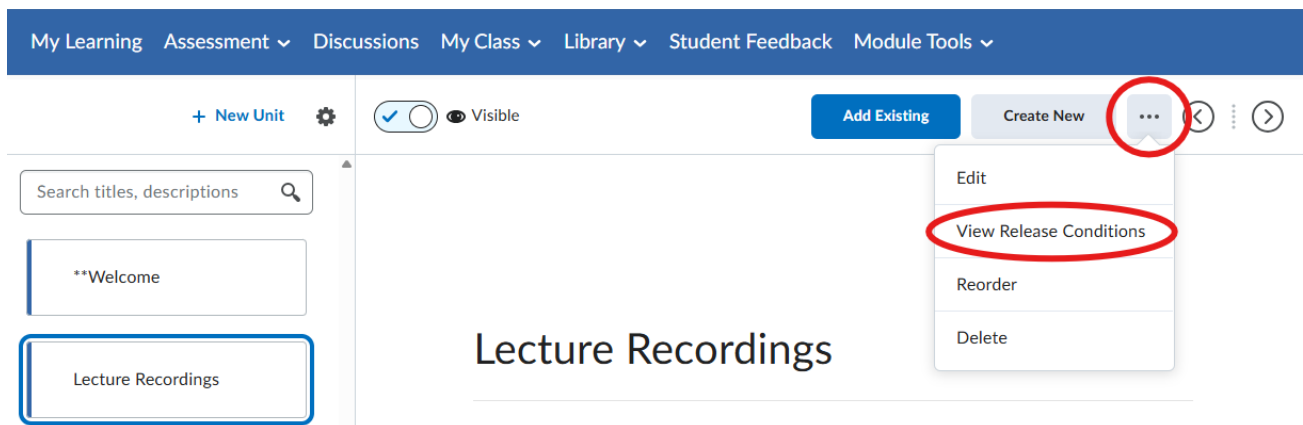 My Learning Assessment Discussions My Class Library Student Feedback Module Tools
+ New Unit
Visible
Add Existing
Create New
...
Search titles, descriptions
**Welcome
Lecture Recordings
Edit
View Release Conditions
Reorder
Delete
Lecture Recordings